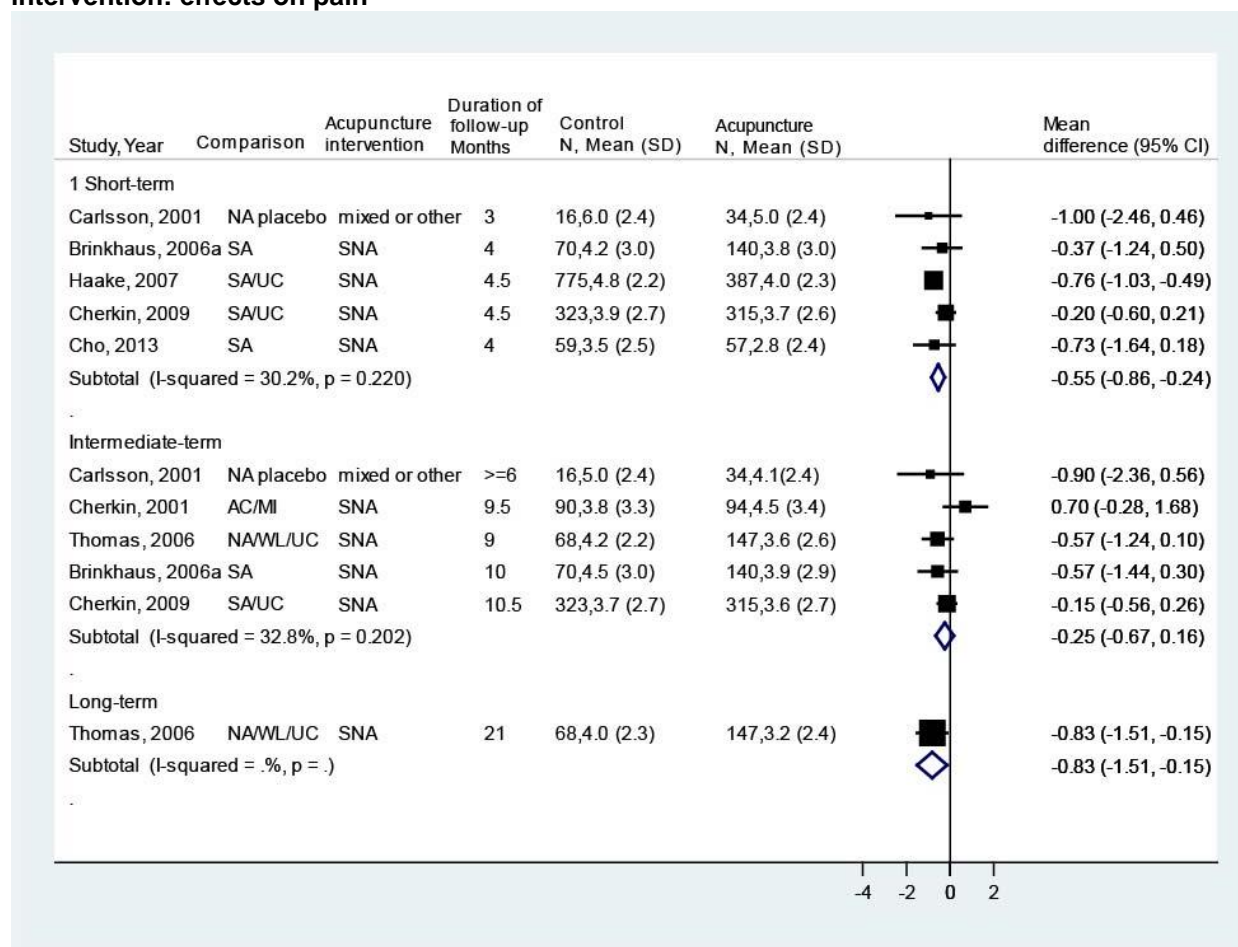 intervention: effects on pain
Duration of
Acupuncture follow-up Control Acupuncture Mean
Study, Year Comparison intervention Months N, Mean (SD) N, Mean (SD) difference (95% CI)
1 Short-term
Carlsson, 2001 NA placebo mixed or other 3 16,6.0 (2.4) 34,5.0 (2.4) -1.00 (-2.46, 0.46)
Brinkhaus, 2006a SA SNA 4 70,4.2 (3.0) 140,3.8 (3.0) -0.37 (-1.24, 0.50)
Haake, 2007 SA/UC SNA 4.5 775,4.8 (2.2) 387,4.0 (2.3) -0.76 (-1.03, -0.49)
Cherkin, 2009 SA/UC SNA 4.5 323,3.9 (2.7) 315,3.7 (2.6) -0.20 (-0.60, 0.21)
Cho, 2013 SA SNA 4 59,3.5 (2.5) 57,2.8 (2.4) -0.73 (-1.64, 0.18)
Subtotal (I-squared = 30.2%, p = 0.220) -0.55 (-0.86, -0.24)
.
Intermediate-term
Carlsson, 2001 NA placebo mixed or other >=6 16,5.0 (2.4) 34,4.1(2.4) -0.90 (-2.36, 0.56)
Cherkin, 2001 AC/MI SNA 9.5 90,3.8 (3.3) 94,4.5 (3.4) 0.70 (-0.28, 1.68)
Thomas, 2006 NA/WL/UC SNA 9 68,4.2 (2.2) 147,3.6 (2.6) -0.57 (-1.24, 0.10)
Brinkhaus, 2006a SA SNA 10 70,4.5 (3.0) 140,3.9 (2.9) -0.57 (-1.44, 0.30)
Cherkin, 2009 SA/UC SNA 10.5 323,3.7 (2.7) 315,3.6 (2.7) -0.15 (-0.56, 0.26)
Subtotal (I-squared = 32.8%, p = 0.202) -0.25 (-0.67, 0.16)
.
Long-term
Thomas, 2006 NA/WL/UC SNA 21 68,4.0 (2.3) 147,3.2 (2.4) -0.83 (-1.51, -0.15)
Subtotal (I-squared = .%, p = .) -0.83 (-1.51, -0.15)
.
-4 -2 0 2